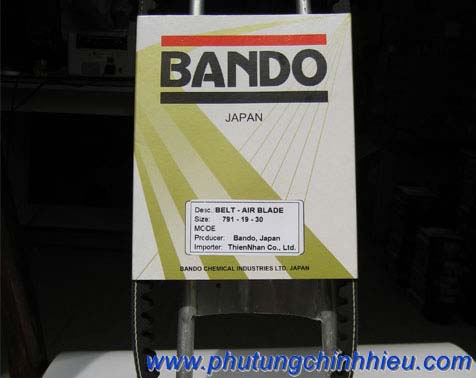 BANDO
JAPAN
Desc. BELT - AIR BLADE
Size: 791 - 19 - 30
MODE
Producer: Bando, Japan
Importer: ThienNhan Co., Ltd.
BANDO CHEMICAL INDUSTRIES LTD. JAPAN
www.phutungchinhhieu.com